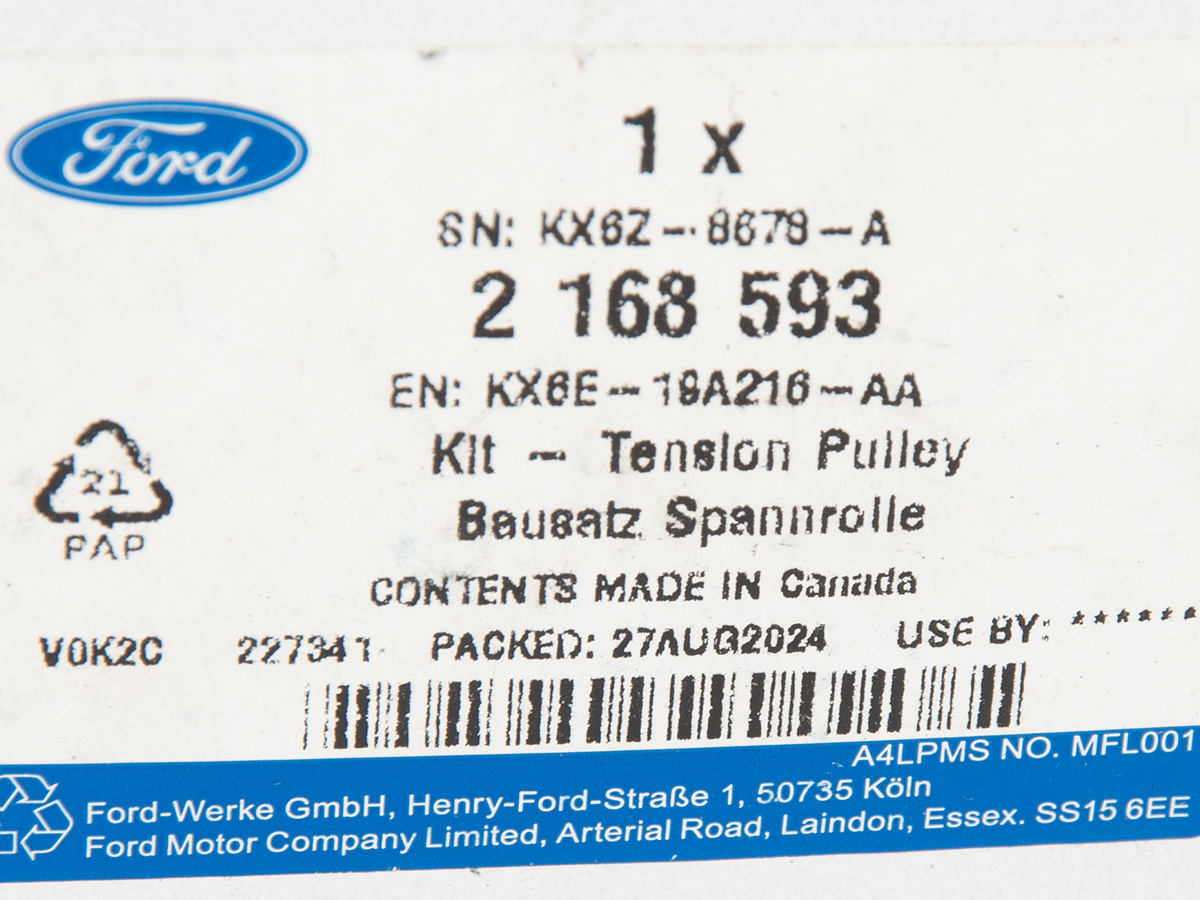 Ford
1 x
SN: KX6Z-8678-A
2 168 593
EN: KX6E-19A216-AA
Kit - Tension Pulley
Bausatz Spannrolle
21
PAP
CONTENTS MADE IN Canada
V0K2C 227341 PACKED: 27AUG2024 USE BY: ******
A4LPMS NO. MFL001
Ford-Werke GmbH, Henry-Ford-Straße 1, 50735 Köln
Ford Motor Company Limited, Arterial Road, Laindon, Essex. SS15 6EE